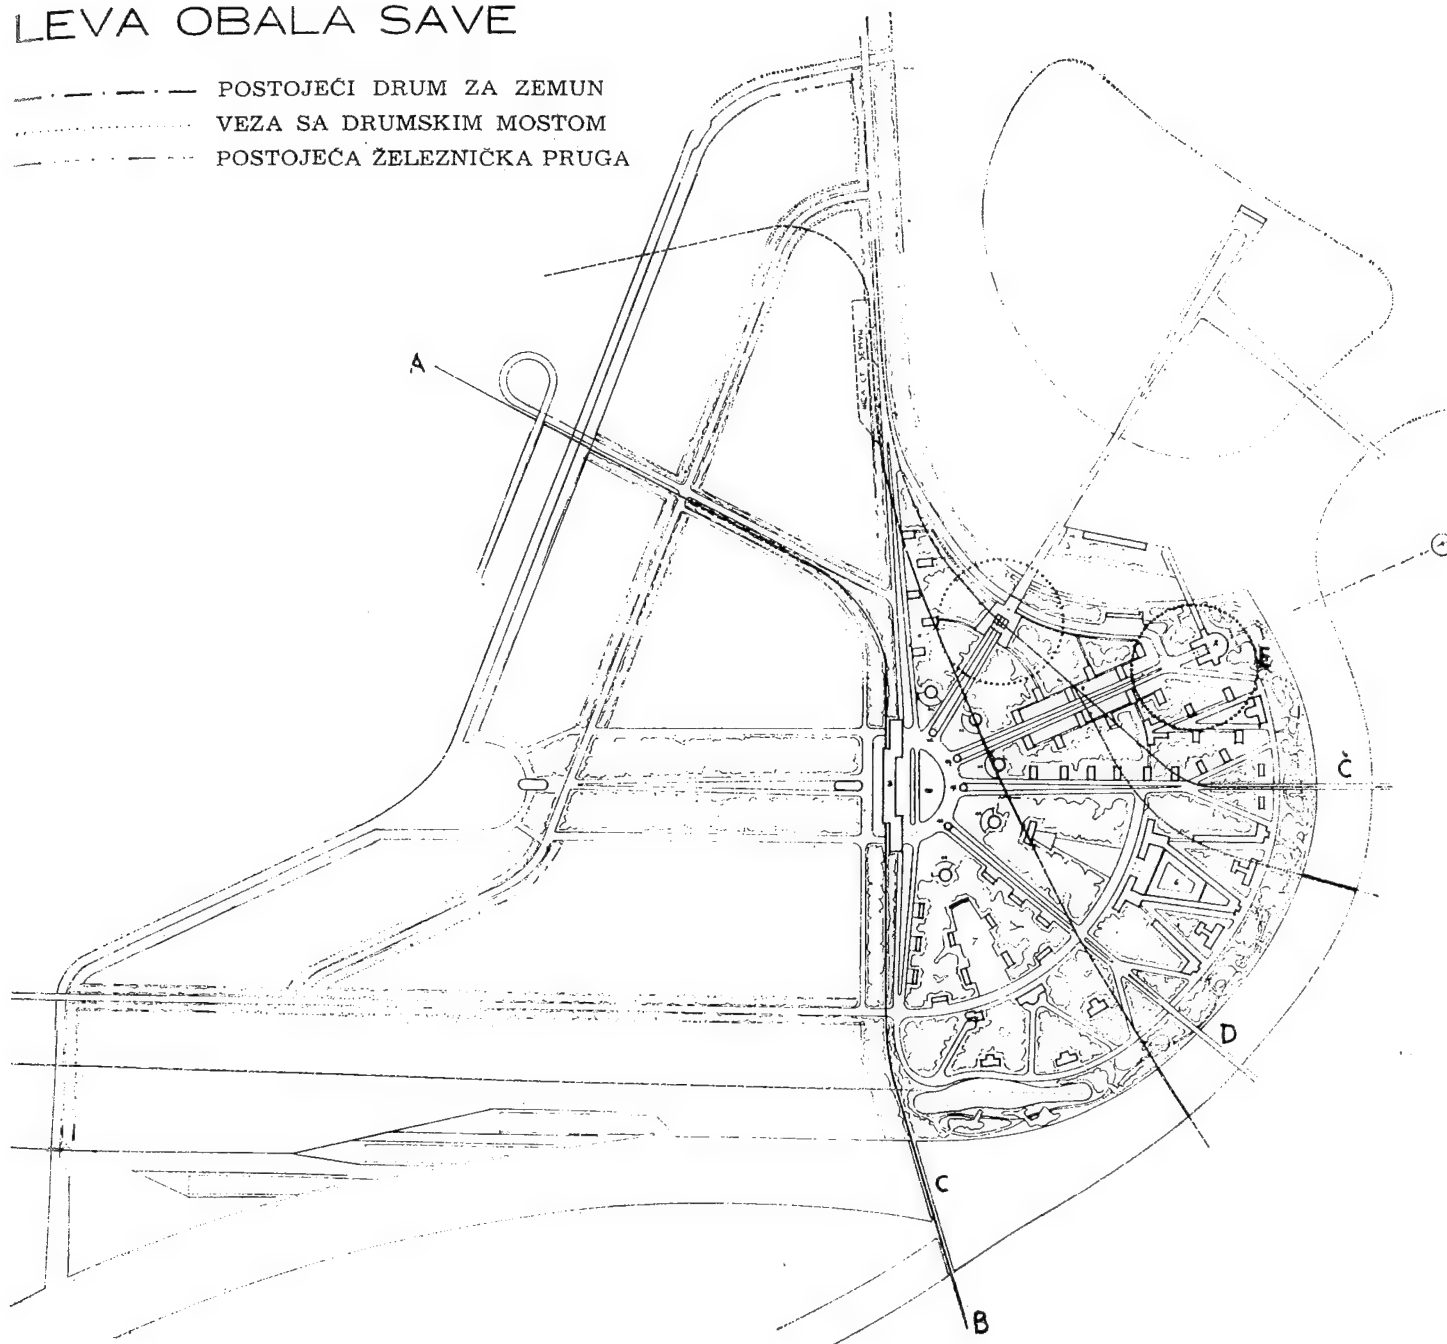 LEVA OBALA SAVE
POSTOJEĆI DRUM ZA ZEMUN
VEZA SA DRUMSKIM MOSTOM
POSTOJEĆA ŽELEZNIČKA PRUGA
A
E
Č
D
C
B